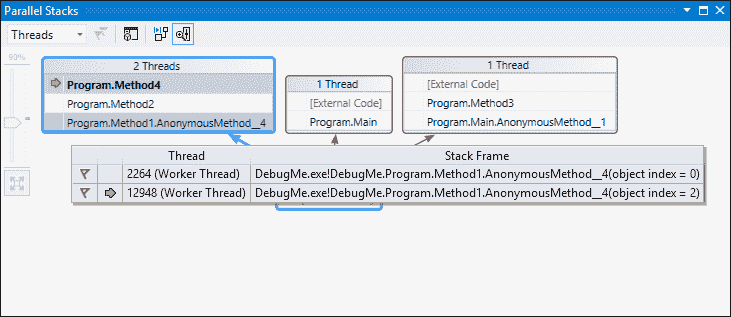 Parallel Stacks
Threads
99%
2 Threads
Program.Method4
Program.Method2
Program.Method1.AnonymousMethod__4
1 Thread
[External Code]
Program.Main
1 Thread
[External Code]
Program.Method3
Program.Main.AnonymousMethod__1
Thread Stack Frame
2264 (Worker Thread) DebugMe.exe!DebugMe.Program.Method1.AnonymousMethod__4(object index = 0)
12948 (Worker Thread) DebugMe.exe!DebugMe.Program.Method1.AnonymousMethod__4(object index = 2)